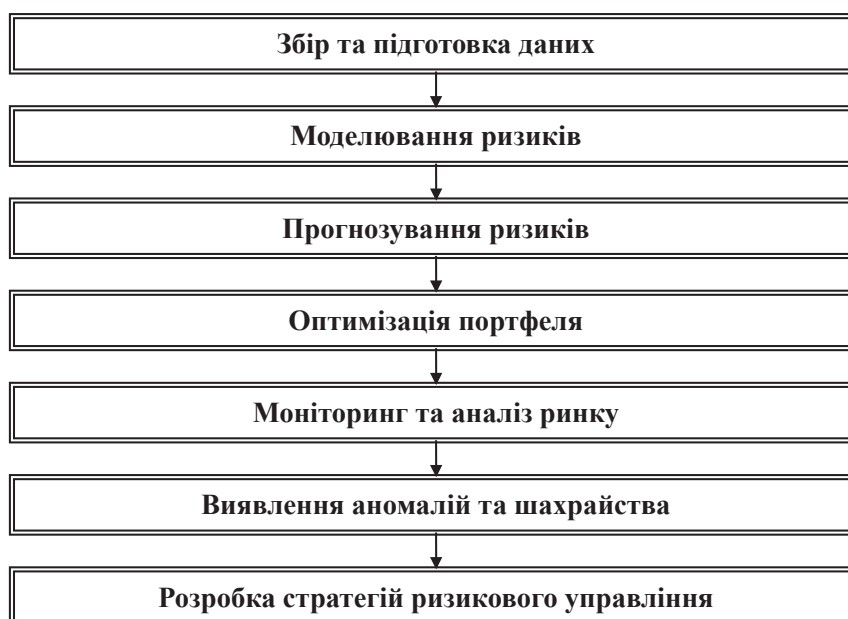 Збір та підготовка даних
Моделювання ризиків
Прогнозування ризиків
Оптимізація портфеля
Моніторинг та аналіз ринку
Виявлення аномалій та шахрайства
Розробка стратегій ризикового управління